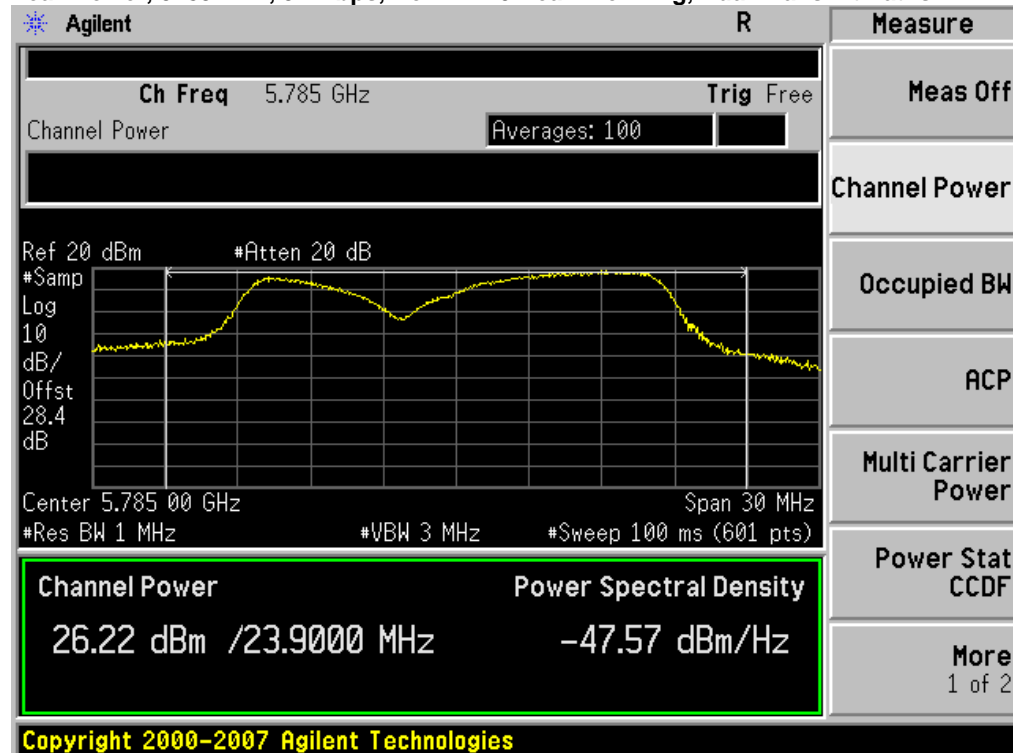 Agilent R Measure
Ch Freq 5.785 GHz Trig Free
Channel Power Averages: 100
Ref 20 dBm #Atten 20 dB
#Samp
Log
10
dB/
Offst
28.4
dB
Center 5.785 00 GHz Span 30 MHz
#Res BW 1 MHz #VBW 3 MHz #Sweep 100 ms (601 pts)
Channel Power Power Spectral Density
26.22 dBm /23.9000 MHz -47.57 dBm/Hz
Meas Off
Channel Power
Occupied BW
ACP
Multi Carrier
Power
Power Stat
CCDF
More
1 of 2
Copyright 2000-2007 Agilent Technologies